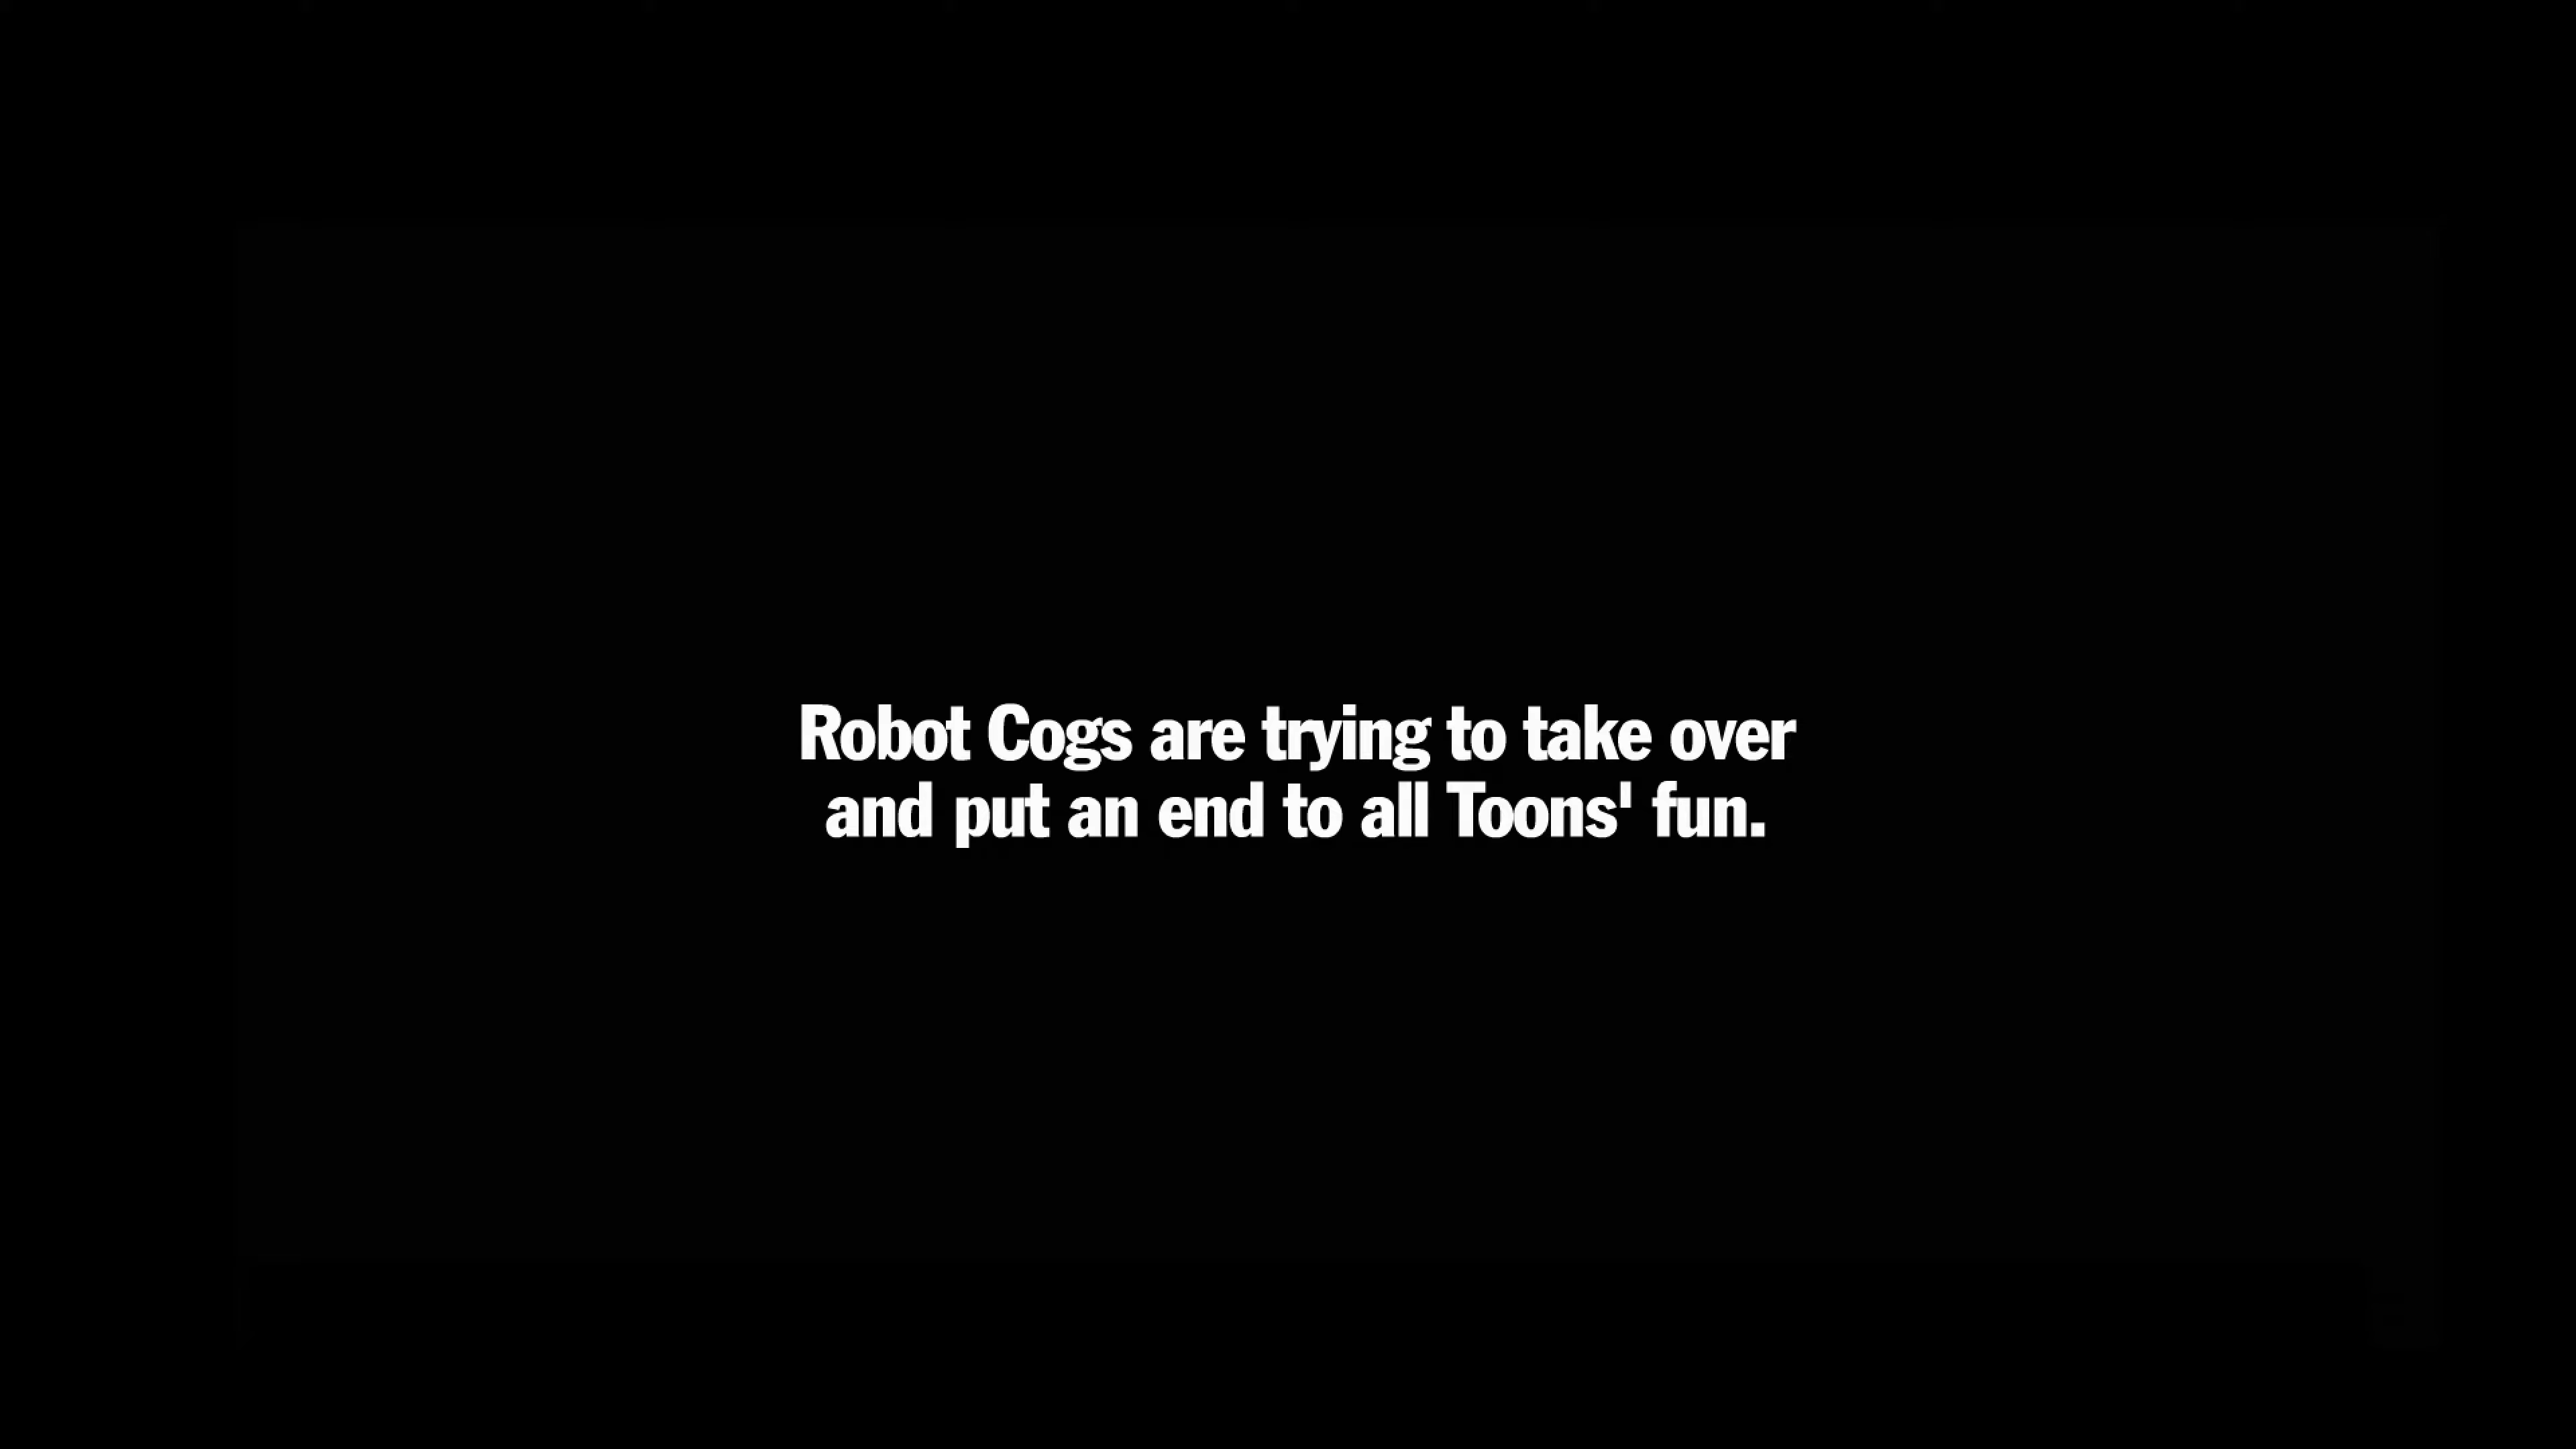 Robot Cogs are trying to take over
and put an end to all Toons' fun.